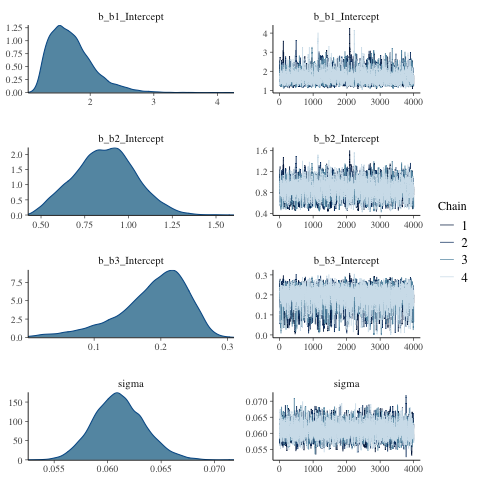 b_b1_Intercept
1.25
1.00
0.75
0.50
0.25
0.00
2 3 4
b_b1_Intercept
4
3
2
1
0 1000 2000 3000 4000
b_b2_Intercept
2.0
1.5
1.0
0.5
0.0
0.50 0.75 1.00 1.25 1.50
b_b2_Intercept
1.6
1.2
0.8
0.4
0 1000 2000 3000 4000
b_b3_Intercept
7.5
5.0
2.5
0.0
0.1 0.2 0.3
b_b3_Intercept
0.3
0.2
0.1
0.0
0 1000 2000 3000 4000
sigma
150
100
50
0
0.055 0.060 0.065 0.070
sigma
0.070
0.065
0.060
0.055
0 1000 2000 3000 4000
Chain
1
2
3
4